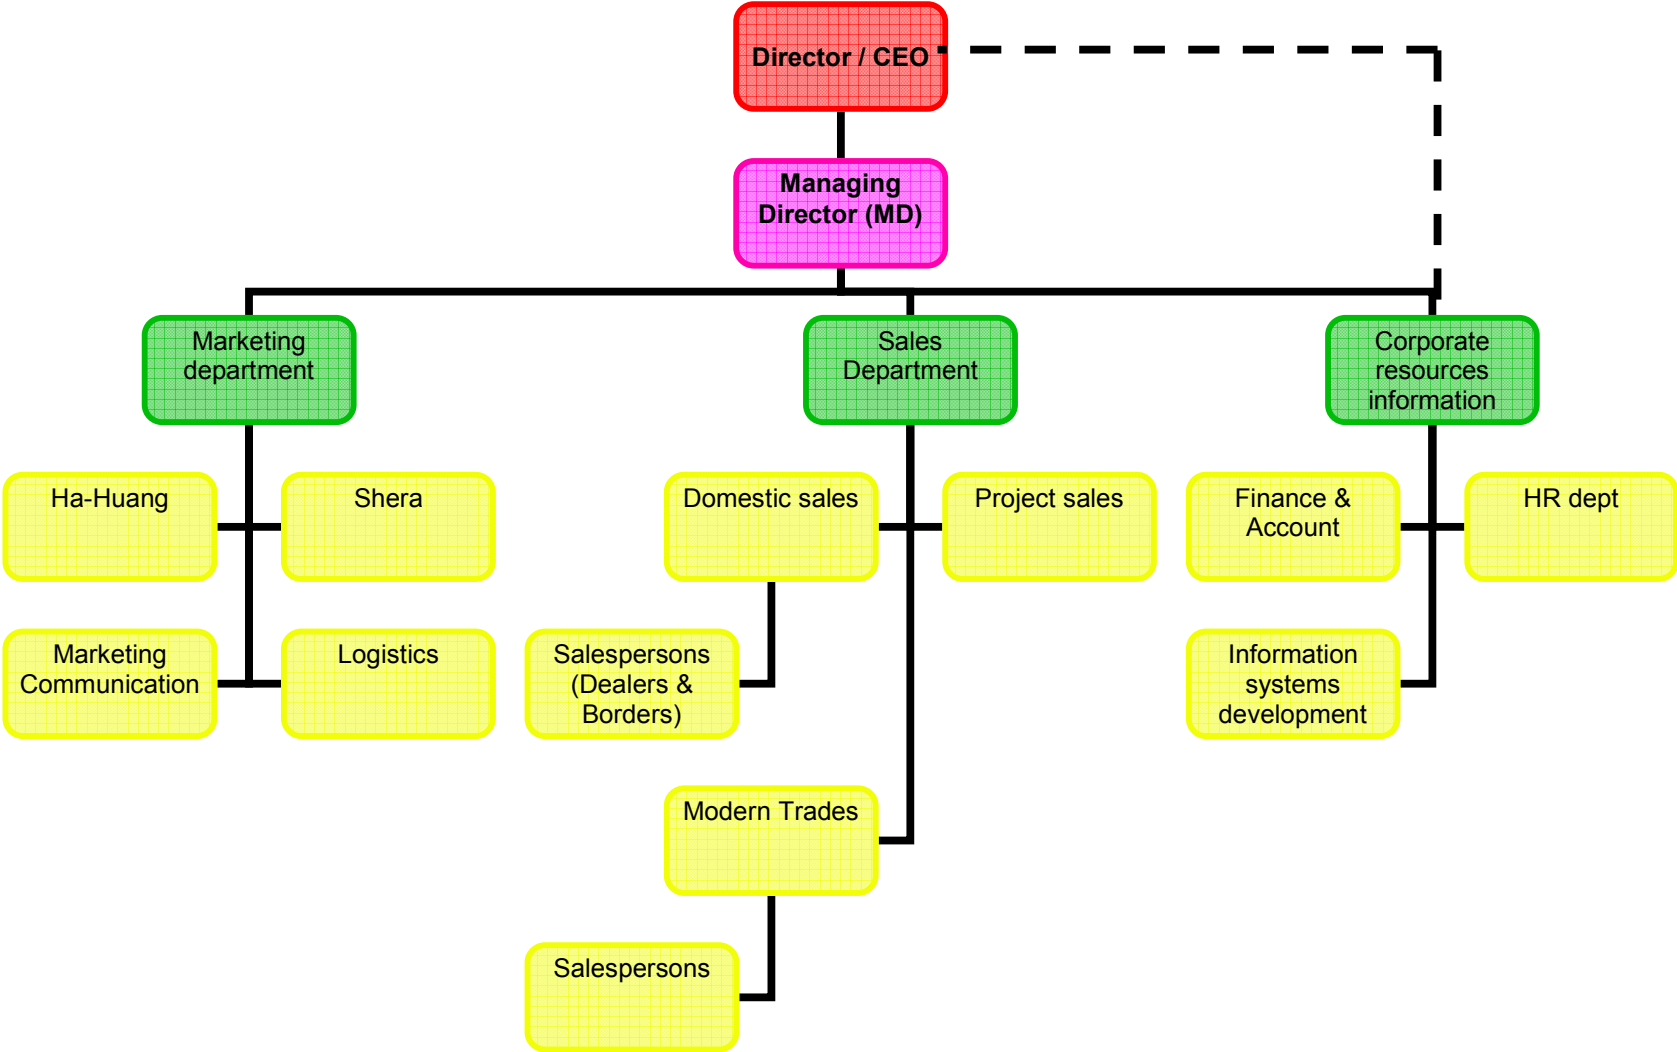 Director / CEO
Managing
Director (MD)
Marketing
department
Sales
Department
Corporate
resources
information
Ha-Huang
Shera
Domestic sales
Project sales
Finance &
Account
HR dept
Marketing
Communication
Logistics
Salespersons
(Dealers &
Borders)
Information
systems
development
Modern Trades
Salespersons